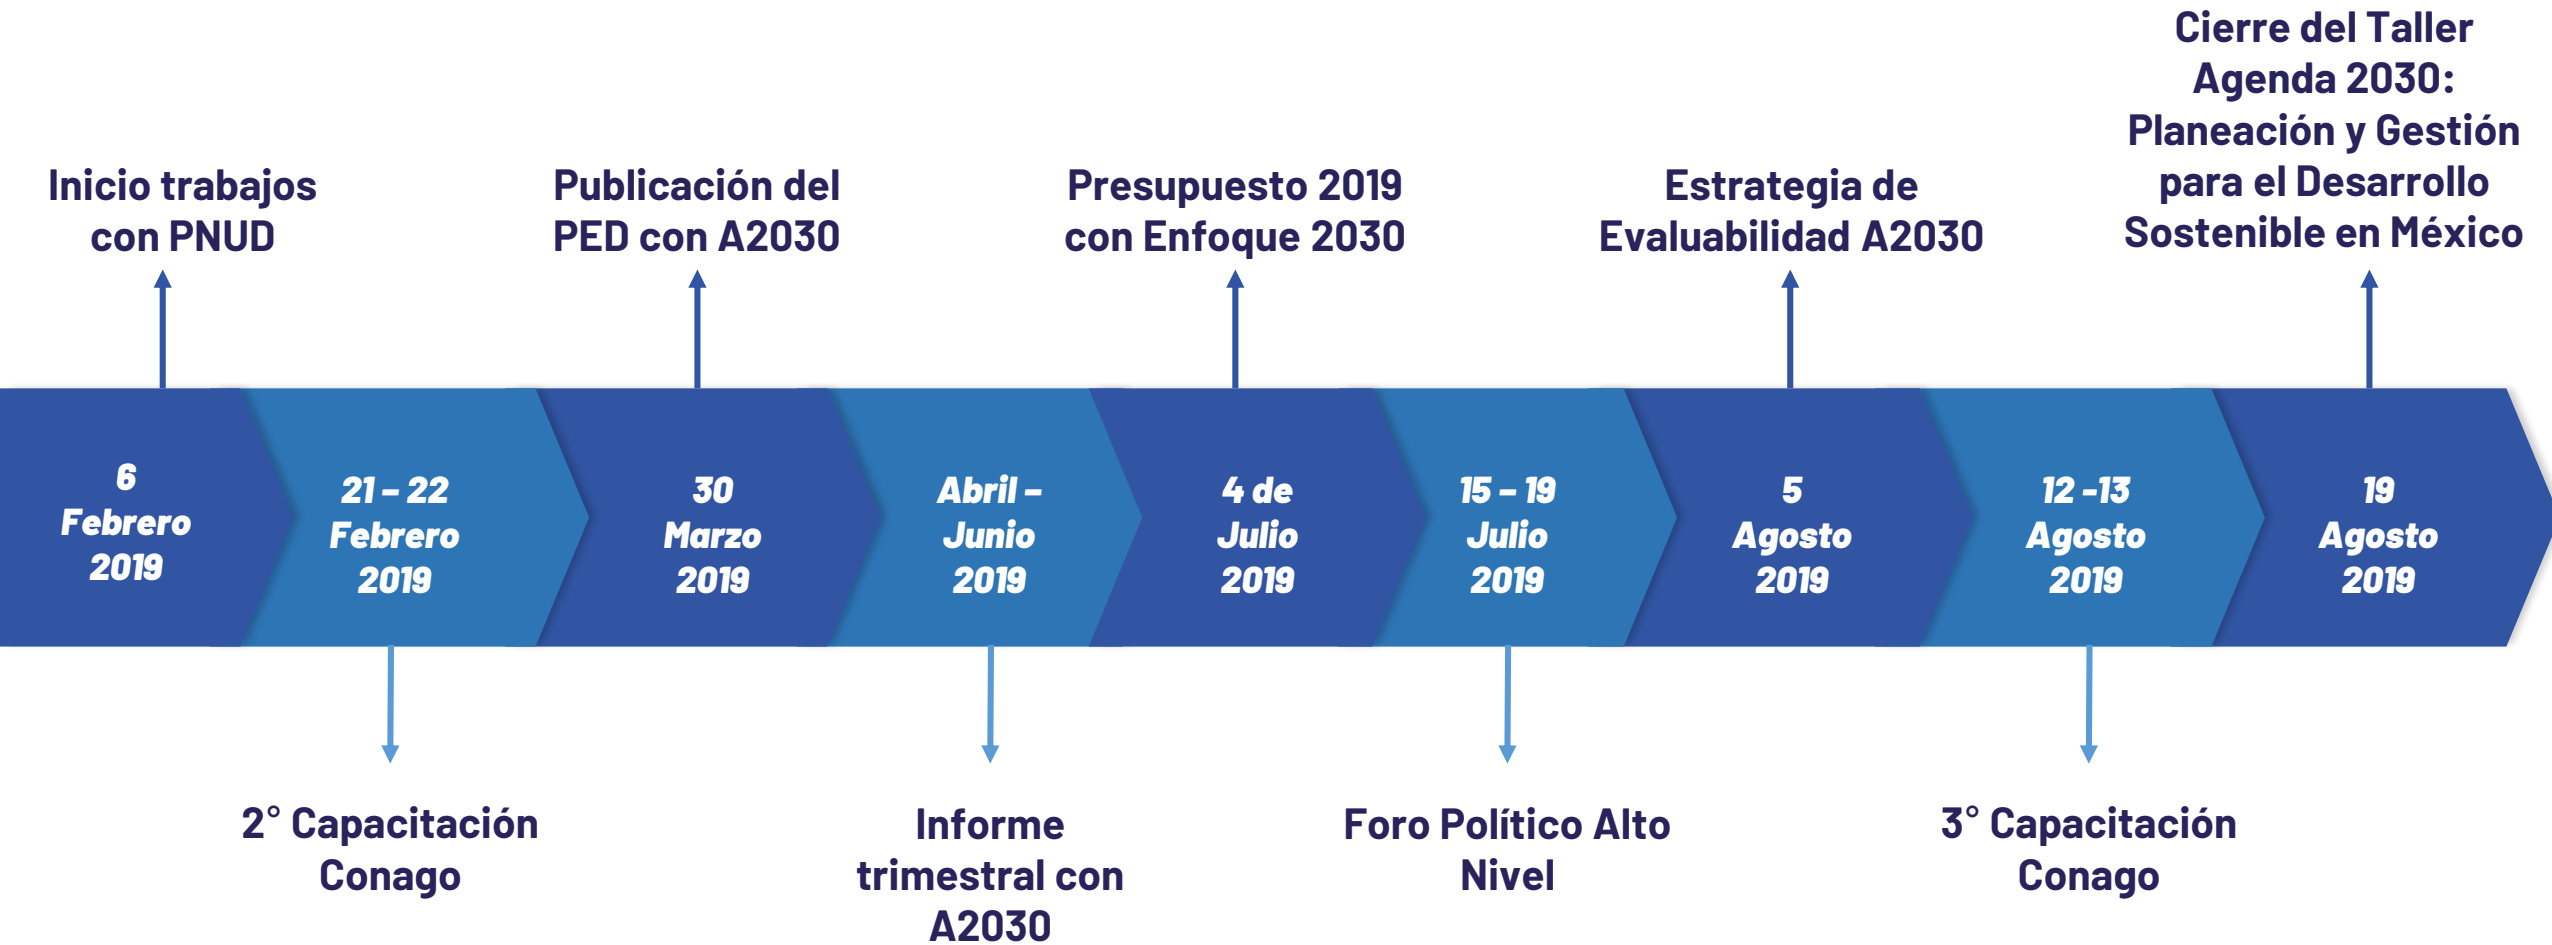 Inicio trabajos
con PNUD
Publicación del
PED con A2030
Presupuesto 2019
con Enfoque 2030
Estrategia de
Evaluabilidad A2030
Cierre del Taller
Agenda 2030:
Planeación y Gestión
para el Desarrollo
Sostenible en México
6
Febrero
2019
21 – 22
Febrero
2019
30
Marzo
2019
Abril –
Junio
2019
4 de
Julio
2019
15 – 19
Julio
2019
5
Agosto
2019
12 -13
Agosto
2019
19
Agosto
2019
2° Capacitación
Conago
Informe
trimestral con
A2030
Foro Político Alto
Nivel
3° Capacitación
Conago